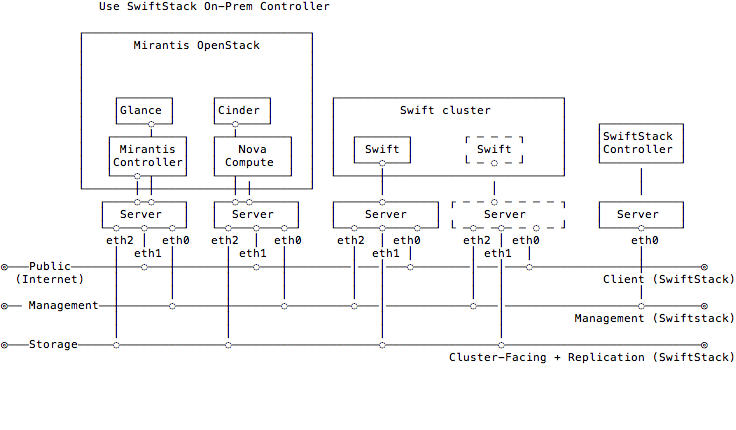 Use SwiftStack On-Prem Controller
Mirantis OpenStack
Glance
Cinder
Swift cluster
SwiftStack
Controller
Mirantis
Controller
Nova
Compute
Swift
Swift
Server
Server
Server
Server
Server
eth2
eth0
eth2
eth0
eth2
eth0
eth2
eth0
eth0
eth1
eth1
eth1
eth1
Public
(Internet)
Client (SwiftStack)
Management
Management (Swiftstack)
Storage
Cluster-Facing + Replication (SwiftStack)